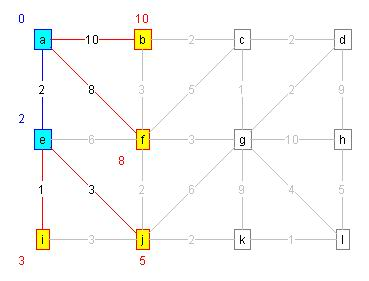 0 10
a 10 b 2 c 2 d
2 8 3 5 1 2 9
2
e 6 f 3 g 10 h
8
1 3 2 6 9 4 5
i 3 j 2 k 1 l
3 5